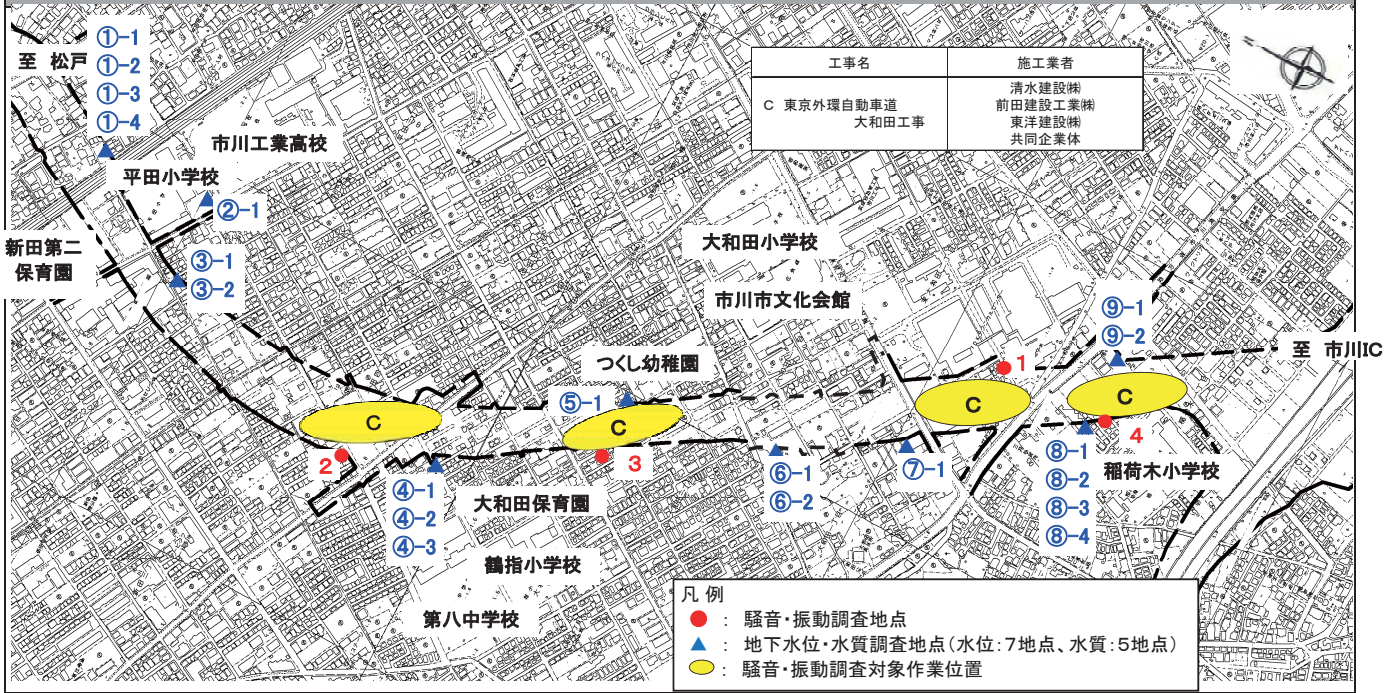 ①-1
①-2
①-3
①-4
至 松戸
市川工業高校
平田小学校
②-1
新田第二
保育園
③-1
③-2
工事名
施工業者
C 東京外環自動車道
大和田工事
清水建設㈱
前田建設工業㈱
東洋建設㈱
共同企業体
大和田小学校
市川市文化会館
⑨-1
⑨-2
至 市川IC
つくし幼稚園
⑤-1
1
C
C
C
C
2
3
4
④-1
④-2
④-3
大和田保育園
⑥-1
⑥-2
⑦-1
⑧-1
⑧-2
⑧-3
⑧-4
稲荷木小学校
鶴指小学校
第八中学校
凡 例
： 騒音・振動調査地点
： 地下水位・水質調査地点（水位：7地点、水質：5地点）
： 騒音・振動調査対象作業位置